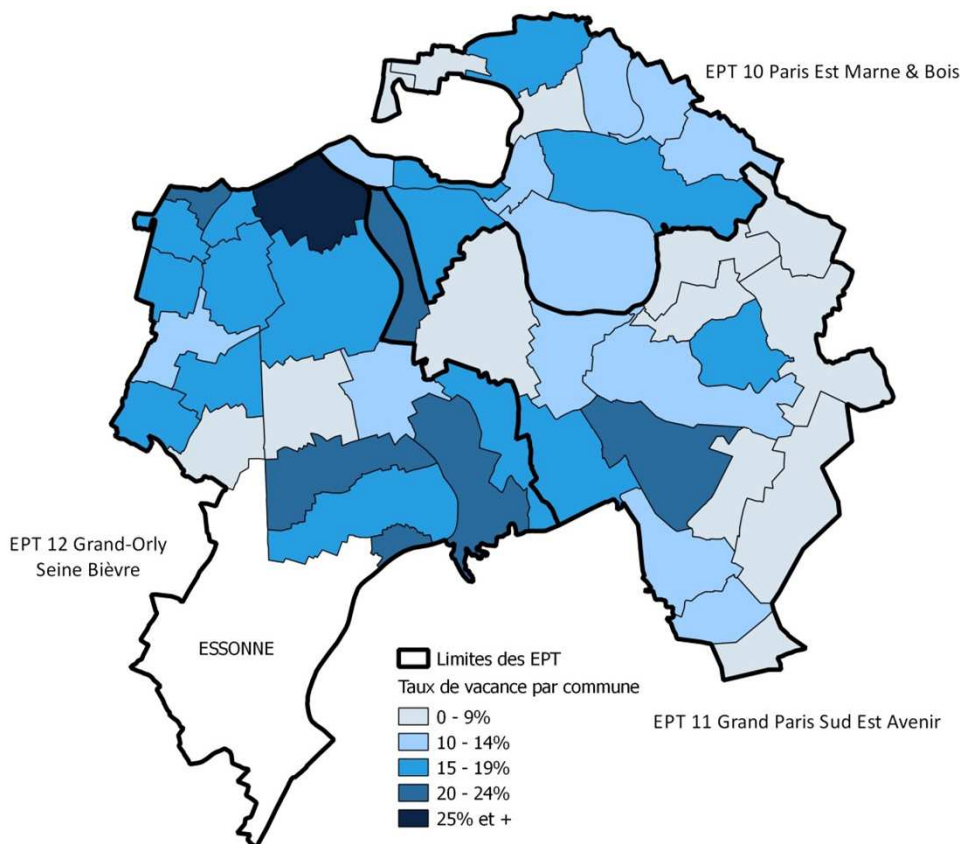 EPT 10 Paris Est Marne & Bois
EPT 12 Grand-Orly
Seine Bièvre
ESSONNE
Limites des EPT
Taux de vacance par commune
0 - 9%
10 - 14%
15 - 19%
20 - 24%
25% et +
EPT 11 Grand Paris Sud Est Avenir